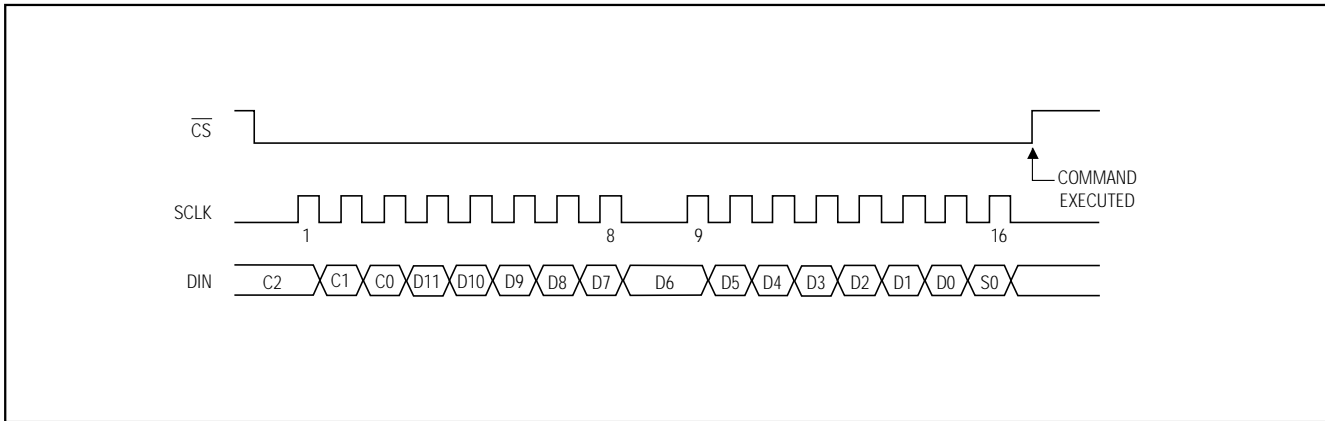 CS
COMMAND
EXECUTED
SCLK
1 8 9 16
DIN C2 C1 C0 D11 D10 D9 D8 D7 D6 D5 D4 D3 D2 D1 D0 S0